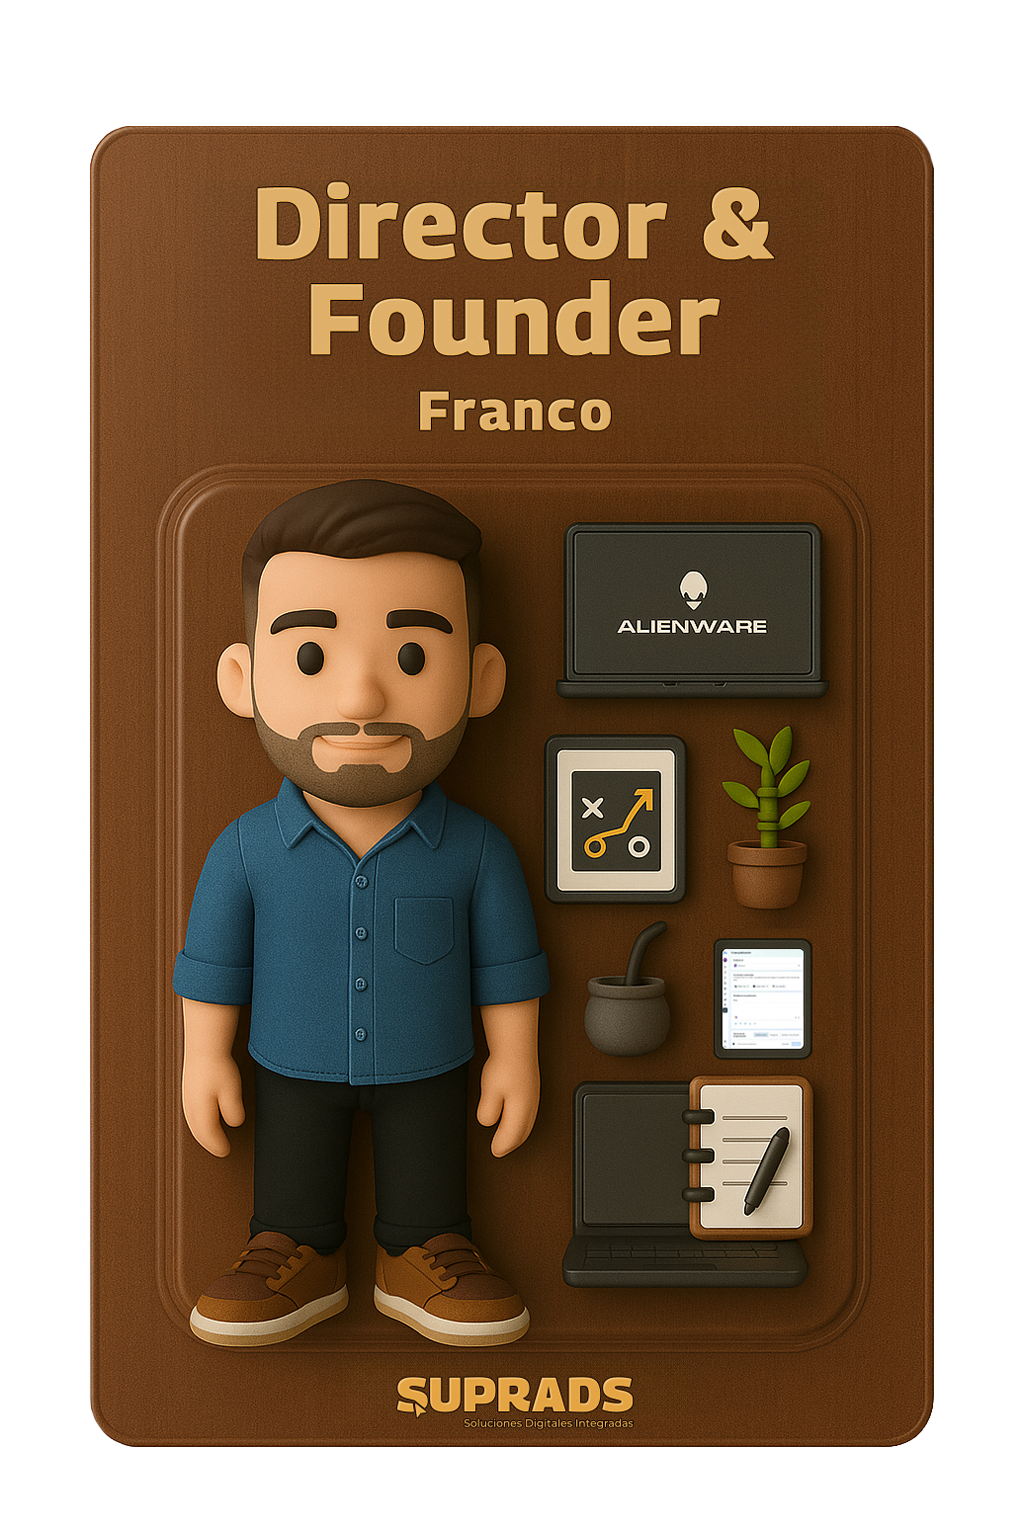 Director &
Founder
Franco
ALIENWARE
SUPRADS
Soluciones Digitales Integradas